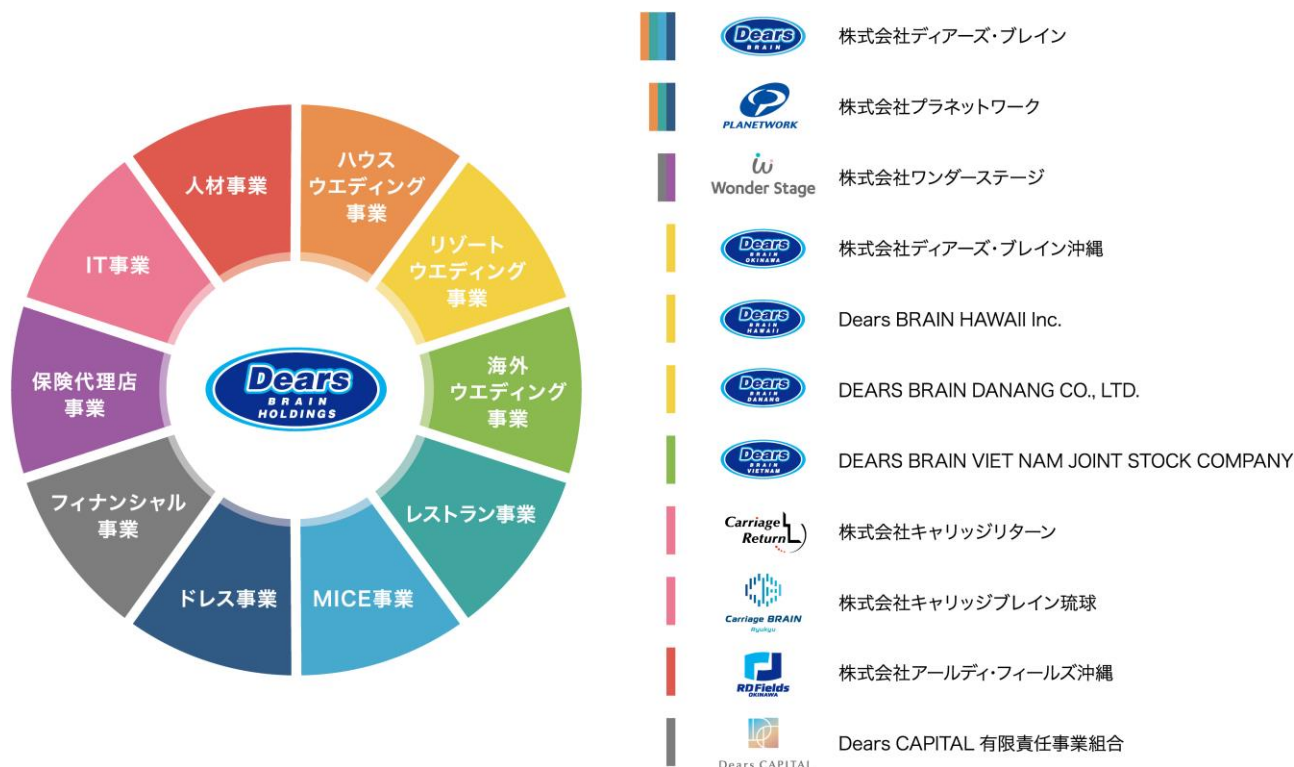 人材事業
ハウス
ウエディング
事業
リゾート
ウエディング
事業
海外
ウエディング
事業
レストラン事業
MICE事業
ドレス事業
フィナンシャル
事業
保険代理店
事業
IT事業
Dears
BRAIN
HOLDINGS
Dears
BRAIN
株式会社ディアーズ・ブレイン
PLANETWORK
株式会社プラネットワーク
Wonder Stage
株式会社ワンダーステージ
Dears
BRAIN
OKINAWA
株式会社ディアーズ・ブレイン沖縄
Dears
BRAIN
HAWAII
Dears BRAIN HAWAII Inc.
Dears
BRAIN
DANANG
DEARS BRAIN DANANG CO., LTD.
Dears
BRAIN
VIETNAM
DEARS BRAIN VIET NAM JOINT STOCK COMPANY
Carriage
Return
株式会社キャリッジリターン
Carriage BRAIN
Ryukyu
株式会社キャリッジブレイン琉球
RD Fields
OKINAWA
株式会社アールディ・フィールズ沖縄
Dears CAPITAL
Dears CAPITAL 有限責任事業組合